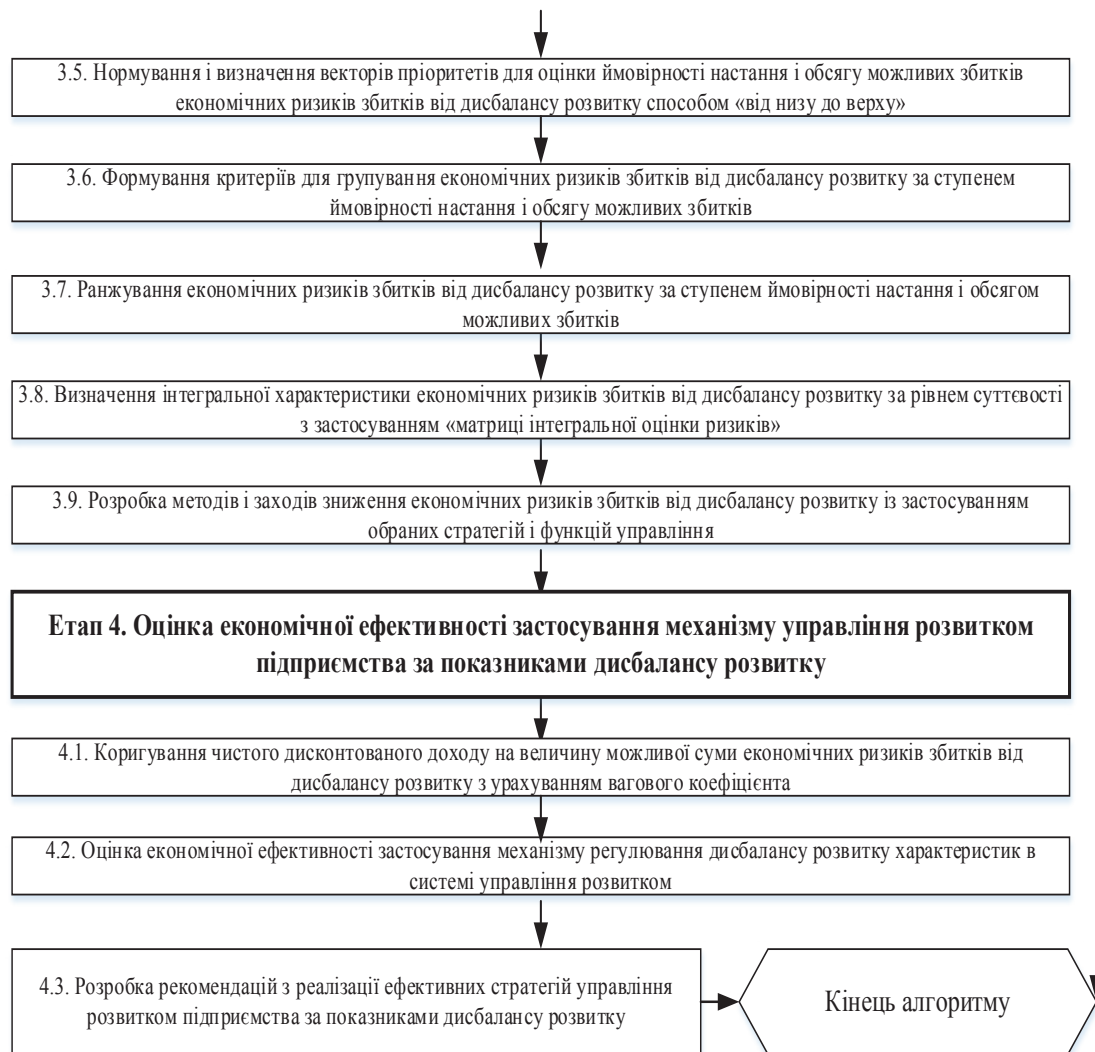 3.5. Нормування і визначення векторів пріоритетів для оцінки ймовірності настання і обсягу можливих збитків
економічних ризиків збитків від дисбалансу розвитку способом «від низу до верху»
3.6. Формування критеріїв для групування економічних ризиків збитків від дисбалансу розвитку за ступенем
ймовірності настання і обсягу можливих збитків
3.7. Ранжування економічних ризиків збитків від дисбалансу розвитку за ступенем ймовірності настання і обсягом
можливих збитків
3.8. Визначення інтегральної характеристики економічних ризиків збитків від дисбалансу розвитку за рівнем суттєвості
з застосуванням «матриці інтегральної оцінки ризиків»
3.9. Розробка методів і заходів зниження економічних ризиків збитків від дисбалансу розвитку із застосуванням
обраних стратегій і функцій управління
Етап 4. Оцінка економічної ефективності застосування механізму управління розвитком
підприємства за показниками дисбалансу розвитку
4.1. Коригування чистого дисконтованого доходу на величину можливої суми економічних ризиків збитків від
дисбалансу розвитку з урахуванням вагового коефіцієнта
4.2. Оцінка економічної ефективності застосування механізму регулювання дисбалансу розвитку характеристик в
системі управління розвитком
4.3. Розробка рекомендацій з реалізації ефективних стратегій управління
розвитком підприємства за показниками дисбалансу розвитку
Кінець алгоритму